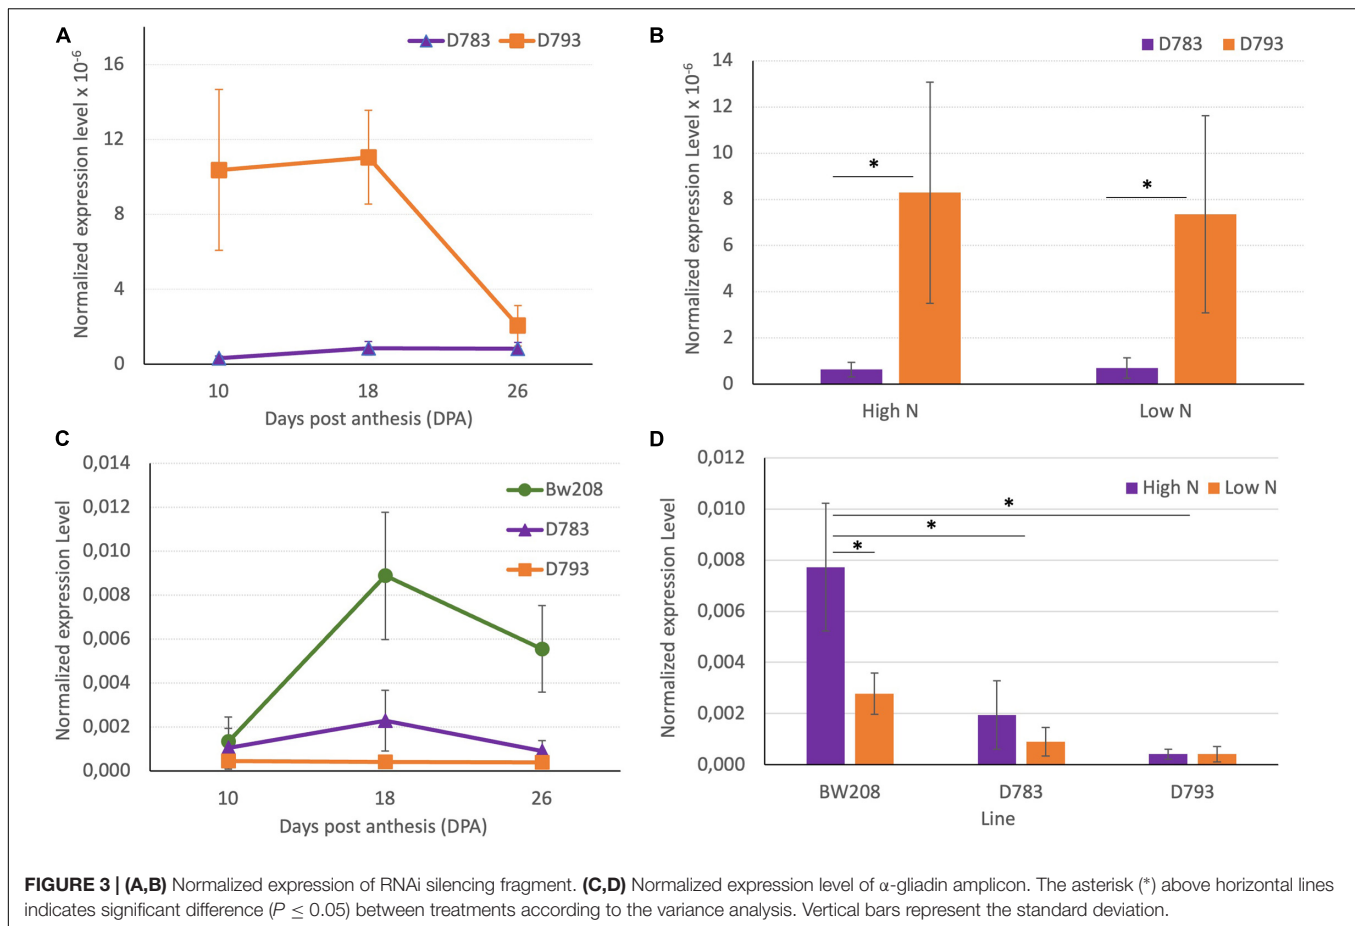 A
D783
D793
Normalized expression level x 10-6
16
12
8
4
0
10
18
26
Days post anthesis (DPA)
B
D783
D793
Normalized expression Level x 10-6
14
12
10
8
6
4
2
0
*
*
High N
Low N
C
Normalized expression Level
0,014
0,012
0,010
0,008
0,006
0,004
0,002
0,000
Bw208
D783
D793
10
18
26
Days post anthesis (DPA)
D
Normalized expression Level
0,012
0,010
0,008
0,006
0,004
0,002
0,000
High N
Low N
*
*
*
BW208
D783
D793
Line
FIGURE 3 | (A,B) Normalized expression of RNAi silencing fragment. (C,D) Normalized expression level of α-gliadin amplicon. The asterisk (*) above horizontal lines
indicates significant difference (P ≤ 0.05) between treatments according to the variance analysis. Vertical bars represent the standard deviation.